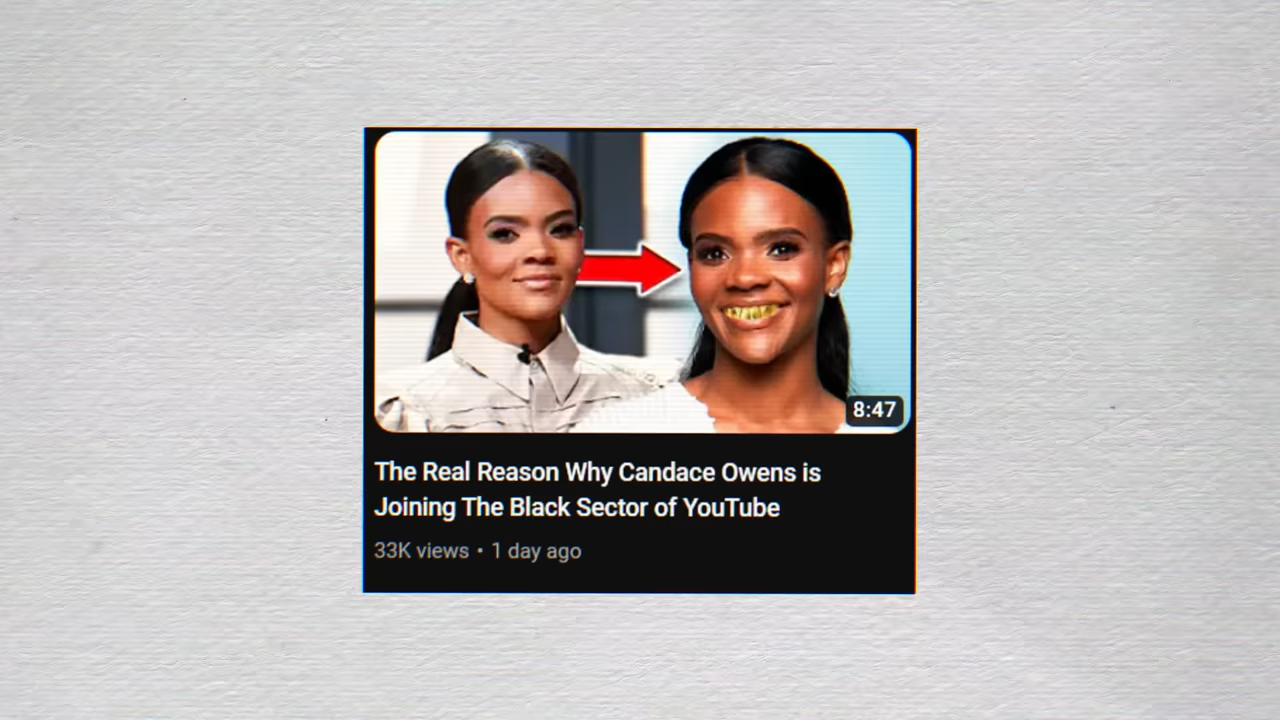 8:47
The Real Reason Why Candace Owens is
Joining The Black Sector of YouTube
33K views • 1 day ago